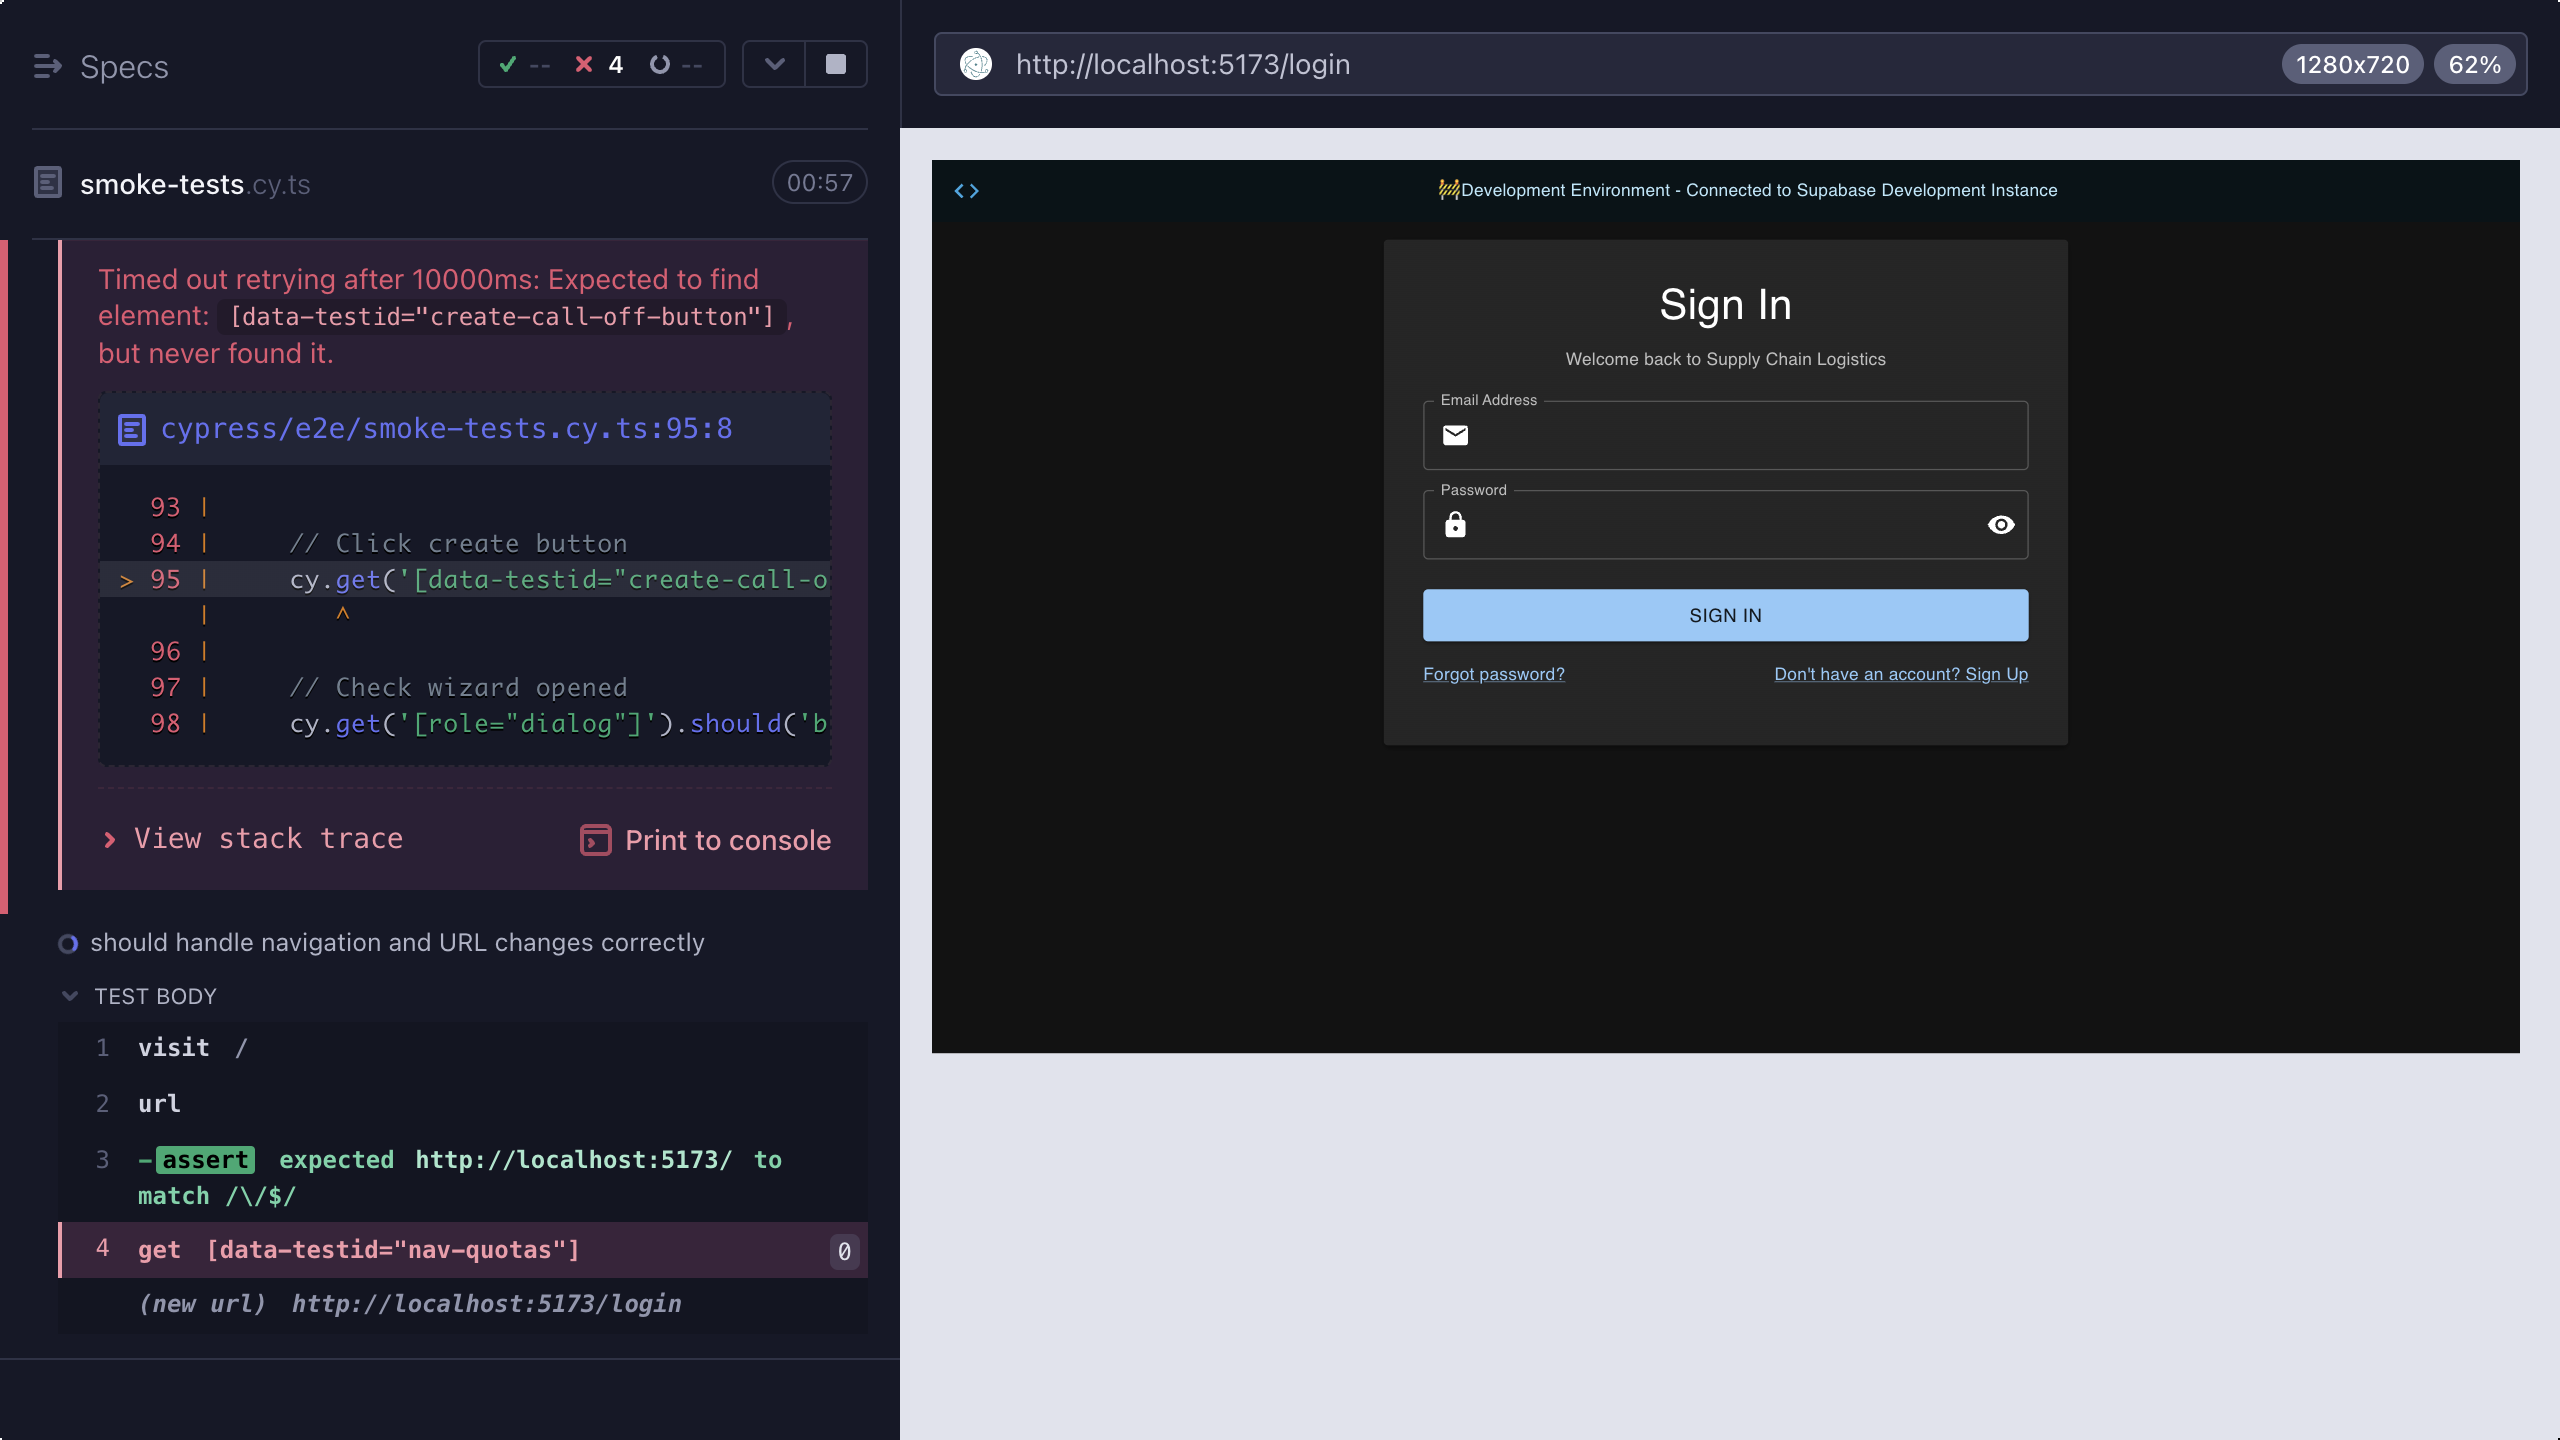 Specs
-- 4 --
smoke-tests.cy.ts
00:57
Timed out retrying after 10000ms: Expected to find
element: [data-testid="create-call-off-button"],
but never found it.
cypress/e2e/smoke-tests.cy.ts:95:8
93 |
94 | // Click create button
> 95 | cy.get('[data-testid="create-call-o
| ^
96 |
97 | // Check wizard opened
98 | cy.get('[role="dialog"]').should('b
View stack trace
Print to console
should handle navigation and URL changes correctly
TEST BODY
1 visit /
2 url
3 -assert expected http://localhost:5173/ to
match /\/$/
4 get [data-testid="nav-quotas"] 0
(new url) http://localhost:5173/login
http://localhost:5173/login
1280x720
62%
<>
🚧Development Environment - Connected to Supabase Development Instance
Sign In
Welcome back to Supply Chain Logistics
Email Address
Password
SIGN IN
Forgot password?
Don't have an account? Sign Up